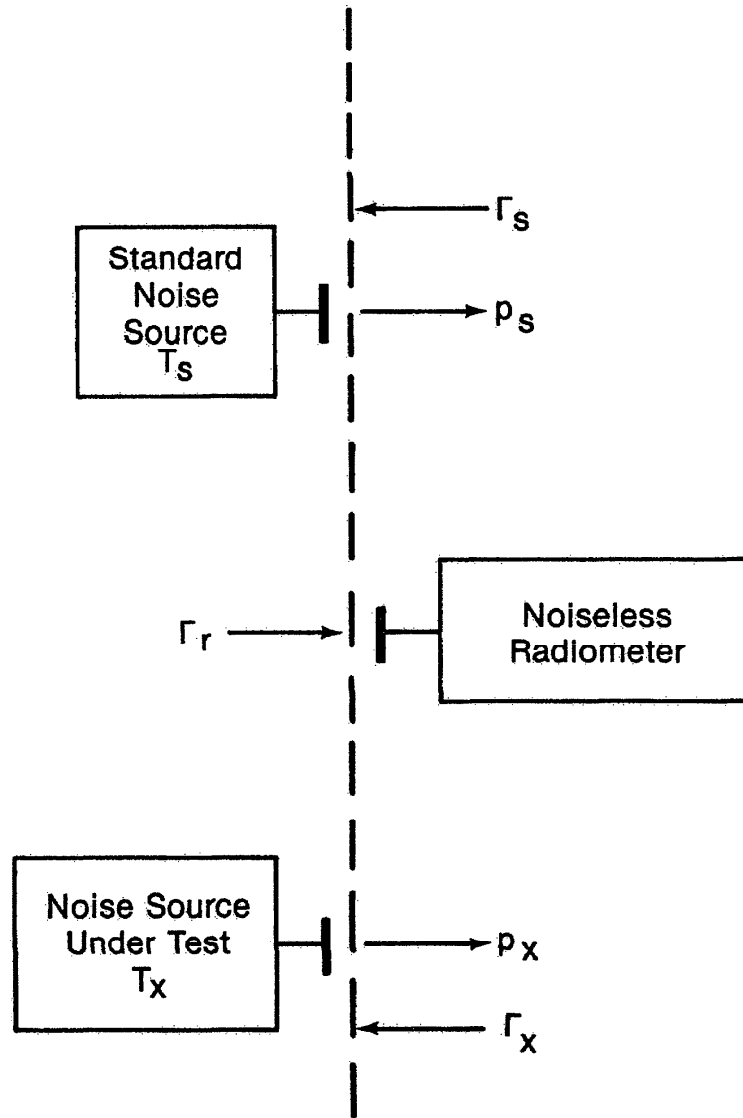 Γs
Standard
Noise
Source
Ts
ps
Γr
Noiseless
Radiometer
Noise Source
Under Test
Tx
px
Γx